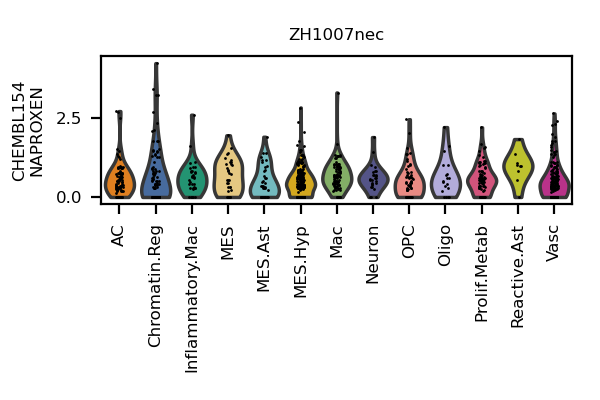 ZH1007nec
CHEMBL154
NAPROXEN
2.5
0.0
AC
Chromatin.Reg
Inflammatory.Mac
MES
MES.Ast
MES.Hyp
Mac
Neuron
OPC
Oligo
Prolif.Metab
Reactive.Ast
Vasc